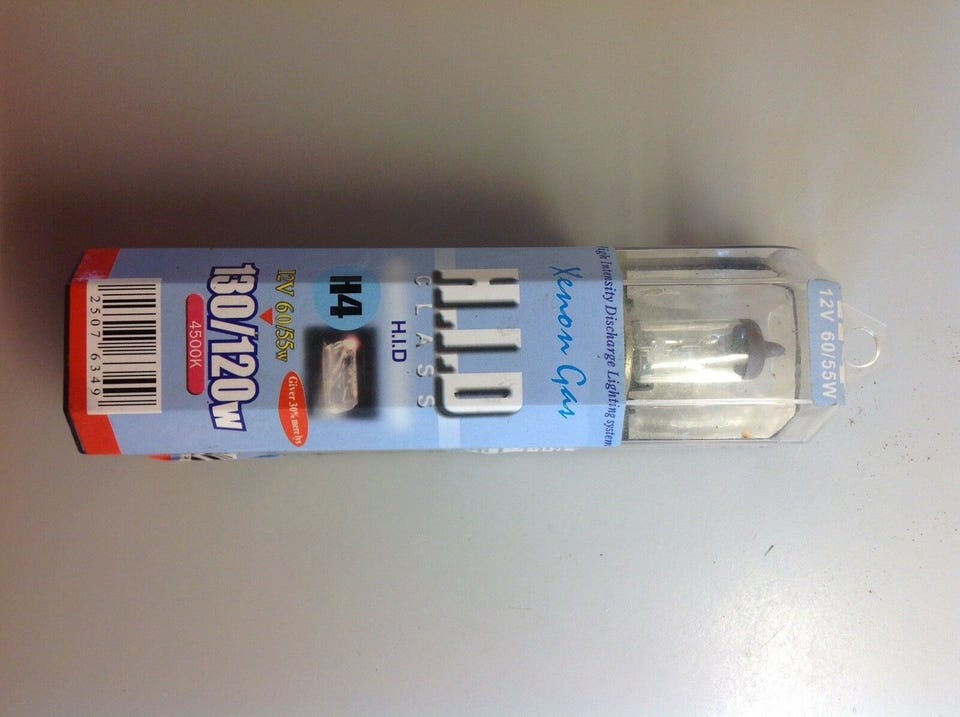 12V 60/55W
High Intensity Discharge Lighting system
Xenon Gas
H.I.D
CLASS
H.I.D
H4
12V 60/55w
Giver 30% more lys
130/120w
4500K
25077 6349